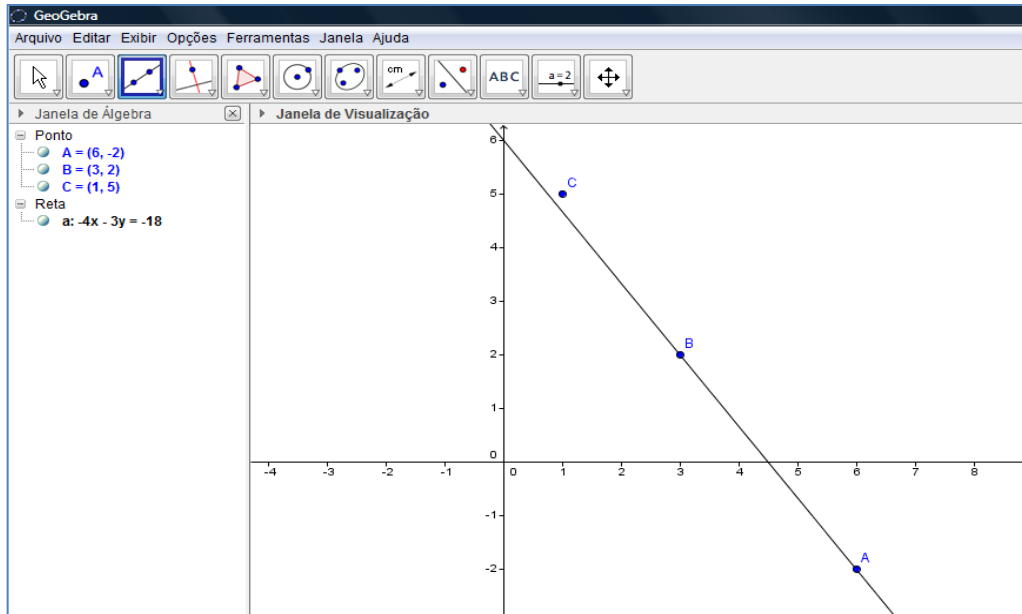 GeoGebra
Arquivo Editar Exibir Opções Ferramentas Janela Ajuda
A cm ABC a=2
Janela de Álgebra
Janela de Visualização
Ponto
A = (6, -2)
B = (3, 2)
C = (1, 5)
Reta
a: -4x - 3y = -18
6
C
5
4
3
B
2
1
0
-4 -3 -2 -1 0 1 2 3 4 5 6 7 8
-1
A
-2